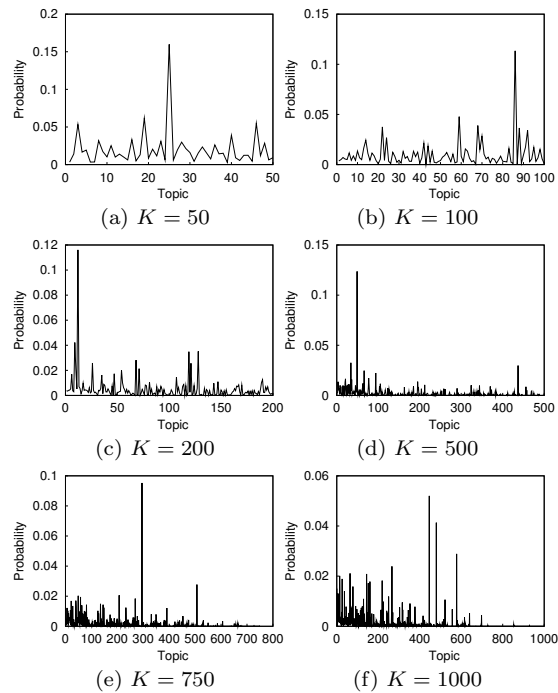 0.2
0.15
0.1
0.05
0
Probability
0 10 20 30 40 50
Topic
(a) K = 50
0.15
0.1
0.05
0
Probability
0 10 20 30 40 50 60 70 80 90 100
Topic
(b) K = 100
0.12
0.1
0.08
0.06
0.04
0.02
0
Probability
0 50 100 150 200
Topic
(c) K = 200
0.15
0.1
0.05
0
Probability
0 100 200 300 400 500
Topic
(d) K = 500
0.1
0.08
0.06
0.04
0.02
0
Probability
0 100 200 300 400 500 600 700 800
Topic
(e) K = 750
0.06
0.04
0.02
0
Probability
0 200 400 600 800 1000
Topic
(f) K = 1000